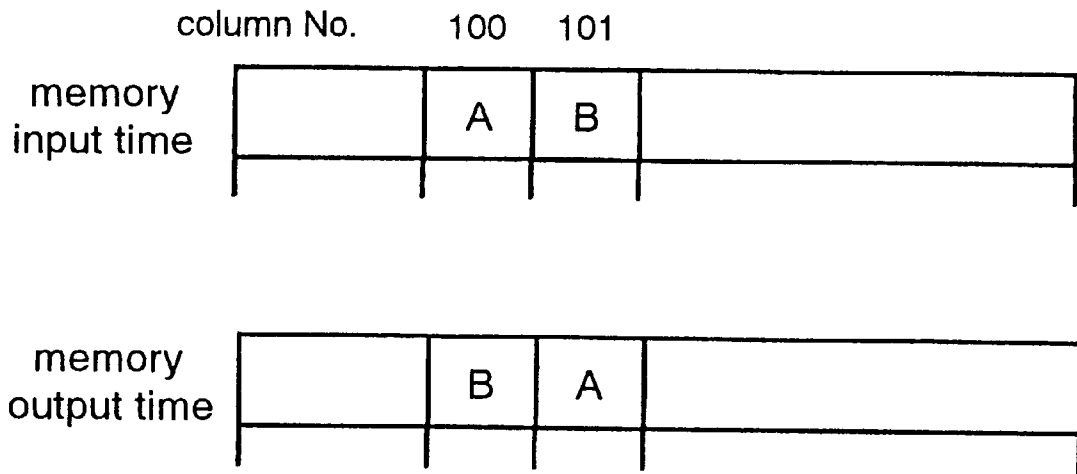 column No. 100 101
memory
input time
A B
memory
output time
B A